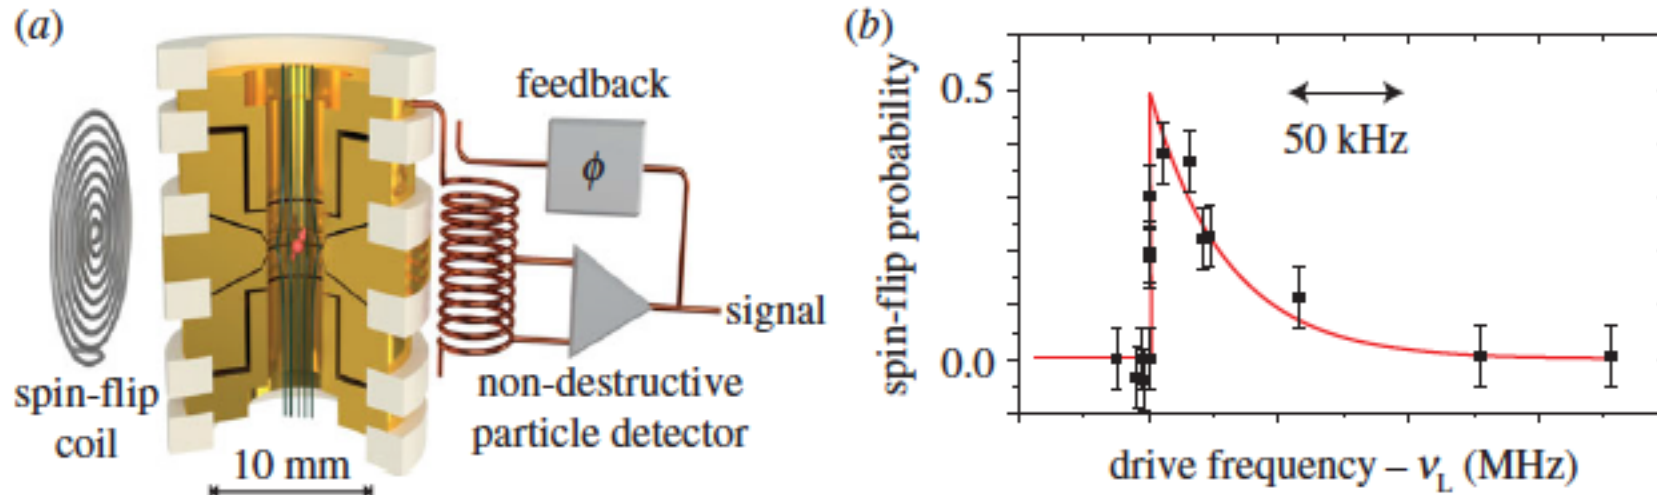 (a)
feedback
ϕ
signal
spin-flip
coil
non-destructive
particle detector
10 mm
(b)
spin-flip probability
0.5
0.0
50 kHz
drive frequency – νL (MHz)